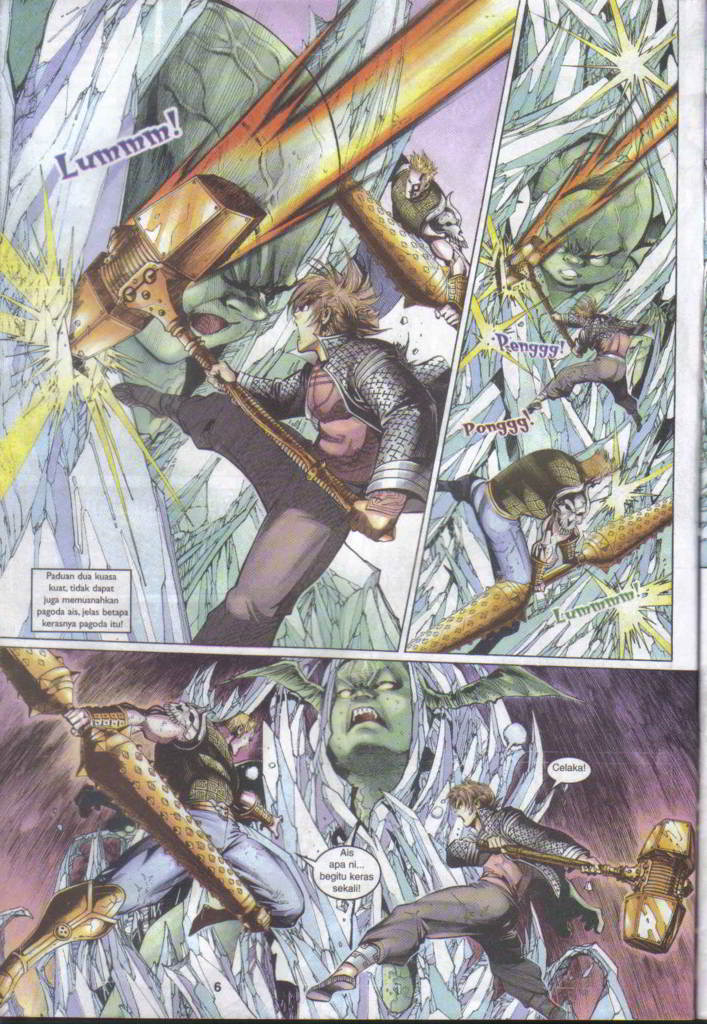 Lummm!
Paduan dua kuasa
kuat, tidak dapat
juga memusnahkan
pagoda ais, jelas betapa
kerasnya pagoda itu!
Penggg!
Ponggg!
Lummmm!
Celaka!
Ais
apa ni...
begitu keras
sekali!
6